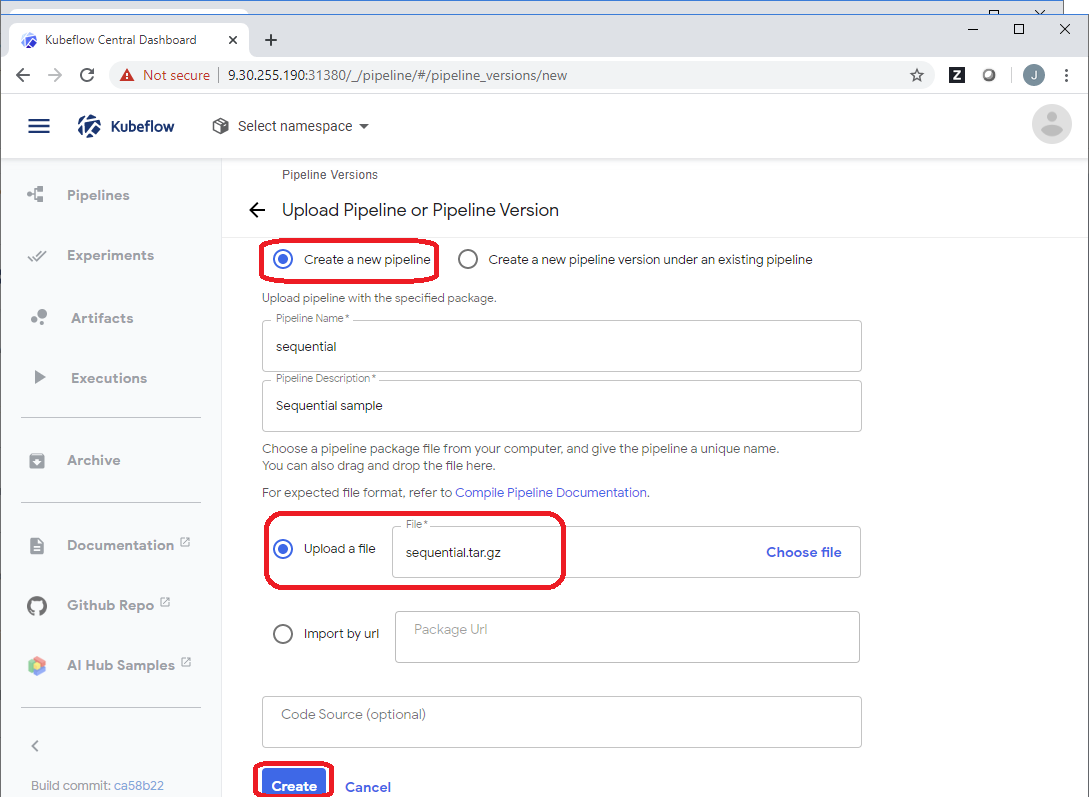 Kubeflow Central Dashboard
Not secure
9.30.255.190:31380/_/pipeline/#/pipeline_versions/new
Z
J
Kubeflow
Select namespace
Pipelines
Experiments
Artifacts
Executions
Archive
Documentation
Github Repo
AI Hub Samples
Build commit: ca58b22
Pipeline Versions
Upload Pipeline or Pipeline Version
Create a new pipeline
Create a new pipeline version under an existing pipeline
Upload pipeline with the specified package.
Pipeline Name*
sequential
Pipeline Description*
Sequential sample
Choose a pipeline package file from your computer, and give the pipeline a unique name.
You can also drag and drop the file here.
For expected file format, refer to Compile Pipeline Documentation.
Upload a file
File*
sequential.tar.gz
Choose file
Import by url
Package Url
Code Source (optional)
Create
Cancel